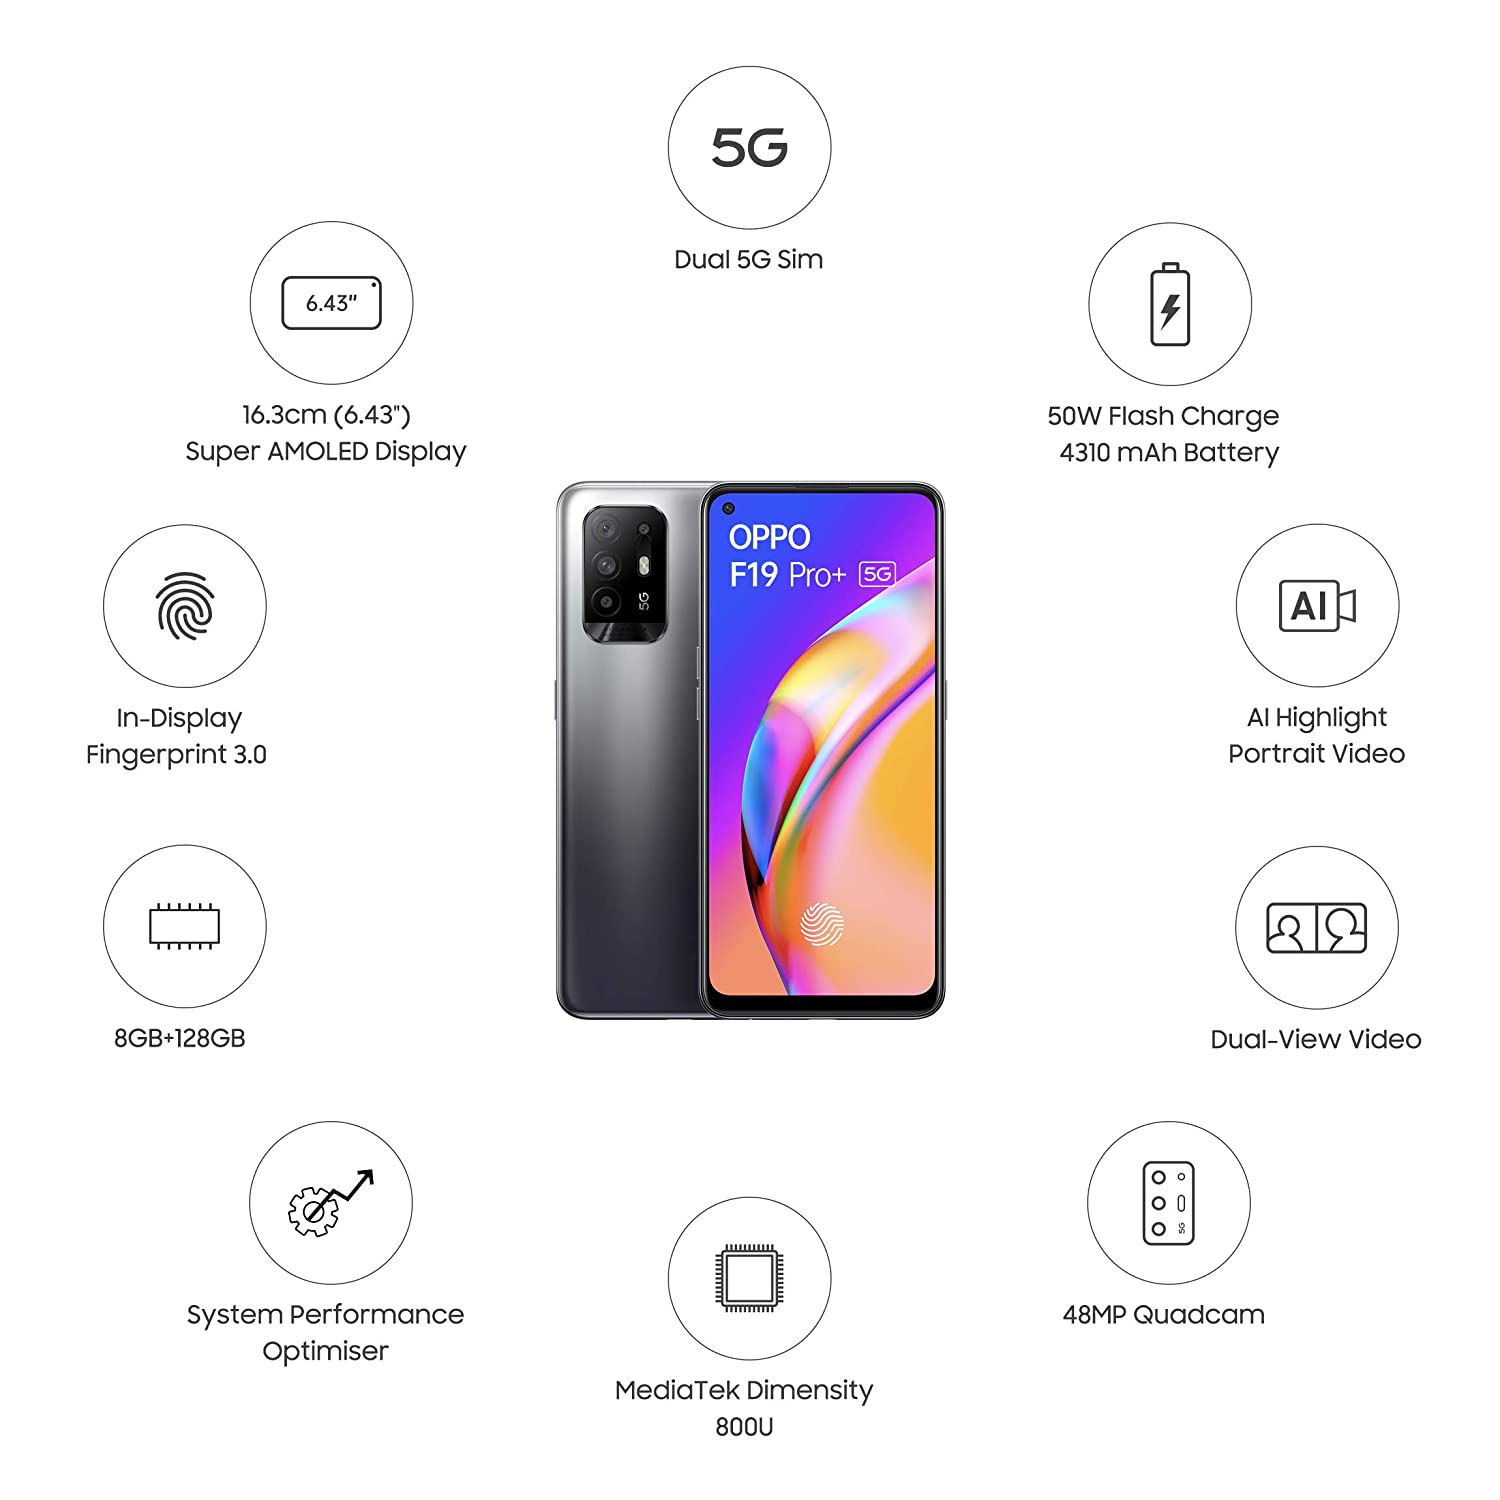 5G
Dual 5G Sim
6.43"
16.3cm (6.43")
Super AMOLED Display
50W Flash Charge
4310 mAh Battery
OPPO
F19 Pro+ 5G
5G
In-Display
Fingerprint 3.0
AI
AI Highlight
Portrait Video
8GB+128GB
Dual-View Video
System Performance
Optimiser
MediaTek Dimensity
800U
5G
48MP Quadcam